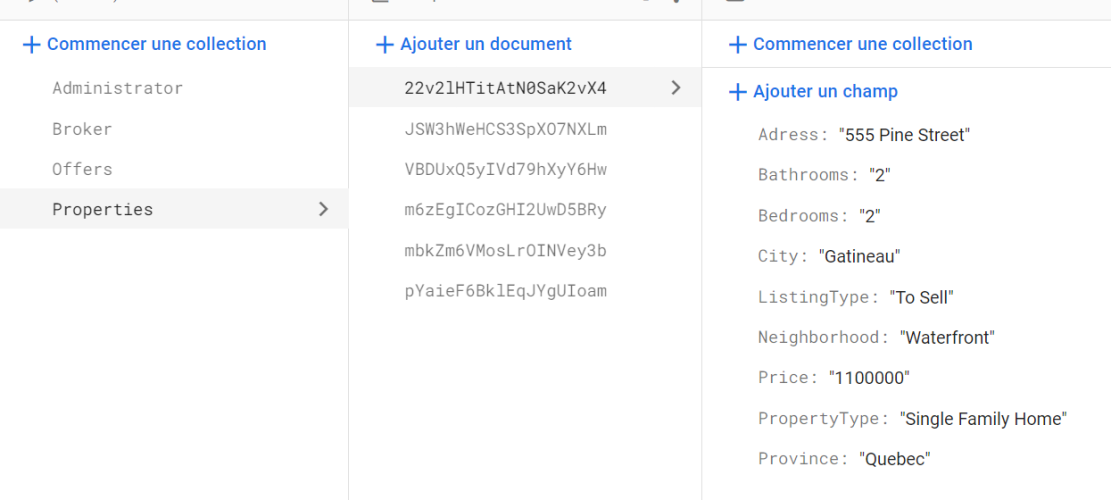 Commencer une collection
Administrator
Broker
Offers
Properties
Ajouter un document
22v2lHTitAtN0SaK2vX4
JSW3hWeHCS3SpXO7NXLm
VBDUxQ5yIVd79hXyY6Hw
m6zEgICozGHI2UwD5BRy
mbkZm6VMosLrOINVey3b
pYaieF6BklEqJYgUIoam
Commencer une collection
Ajouter un champ
Adress: "555 Pine Street"
Bathrooms: "2"
Bedrooms: "2"
City: "Gatineau"
ListingType: "To Sell"
Neighborhood: "Waterfront"
Price: "1100000"
PropertyType: "Single Family Home"
Province: "Quebec"